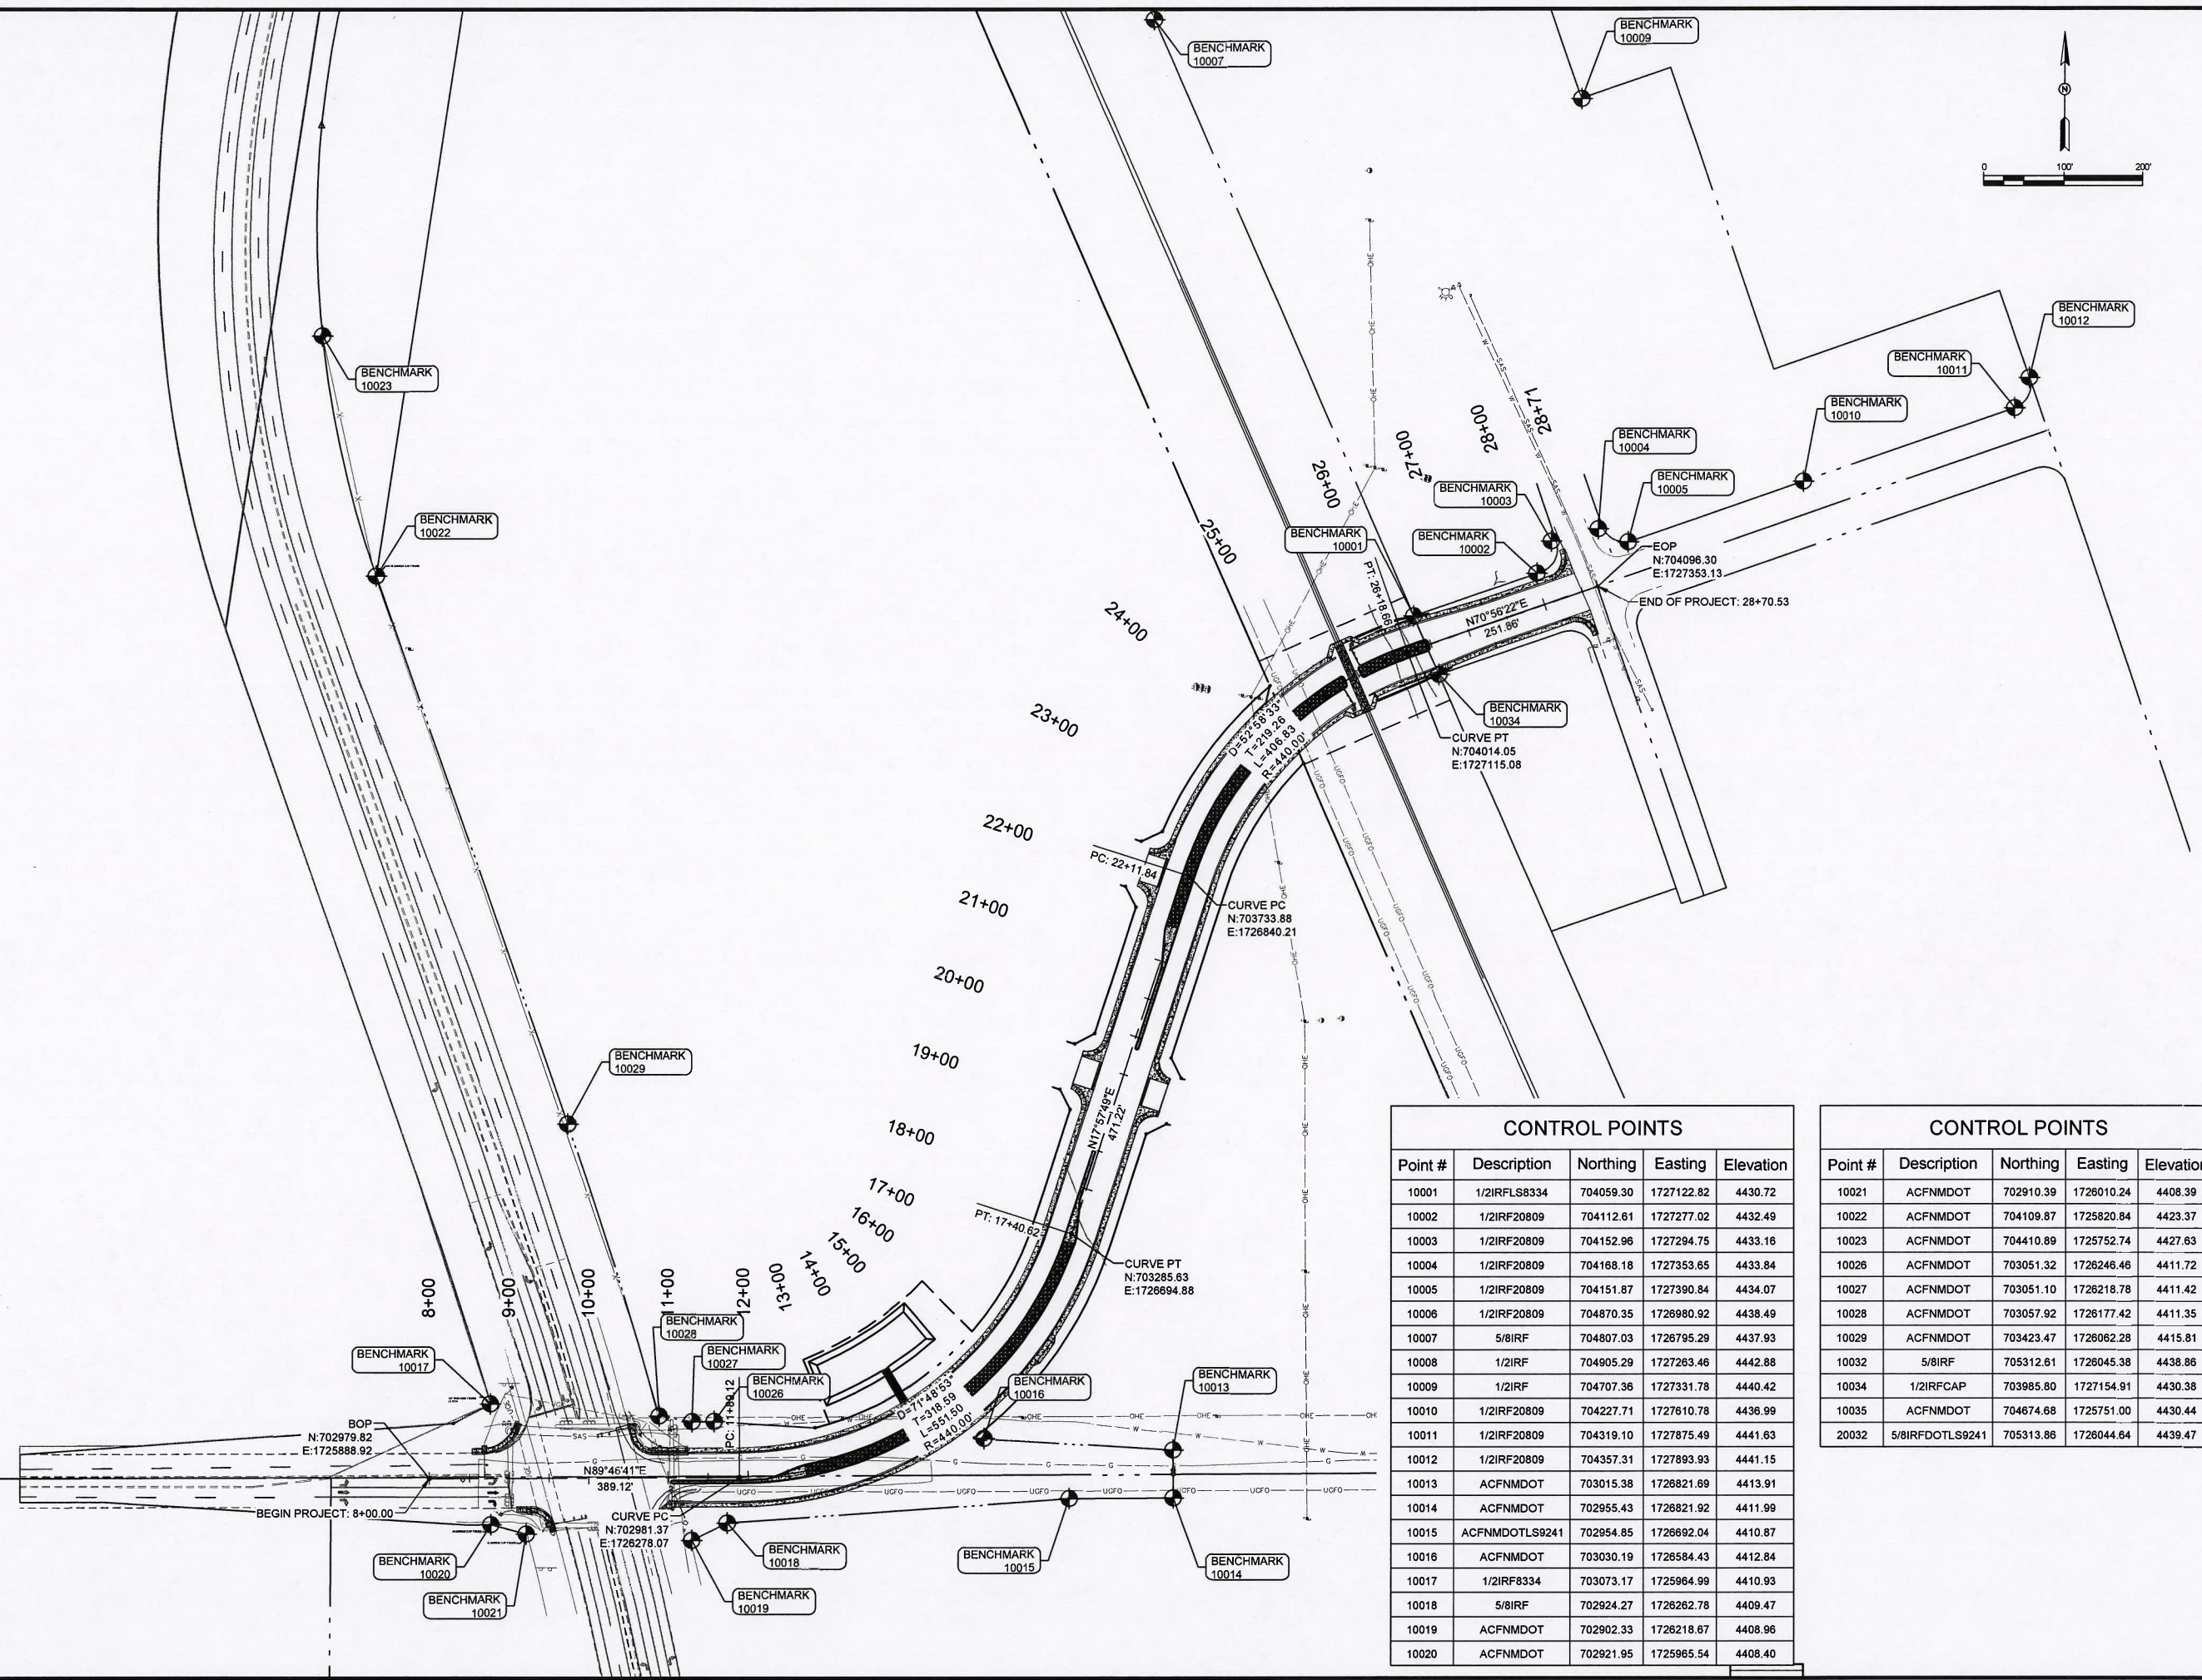 BENCHMARK
10007
BENCHMARK
10009
N
0 100' 200'
BENCHMARK
10012
BENCHMARK
10011
BENCHMARK
10010
BENCHMARK
10023
BENCHMARK
10004
BENCHMARK
10005
BENCHMARK
10003
BENCHMARK
10002
BENCHMARK
10001
BENCHMARK
10022
28+71
28+00
27+00
26+00
25+00
24+00
23+00
22+00
21+00
20+00
19+00
18+00
17+00
16+00
15+00
14+00
13+00
12+00
11+00
10+00
9+00
8+00
EOP
N:704096.30
E:1727353.13
END OF PROJECT: 28+70.53
PT: 26+18.66
N70°56'22"E
251.86'
BENCHMARK
10034
CURVE PT
N:704014.05
E:1727115.08
D=52°58'33"
T=219.26
L=406.83
R=440.00'
PC: 22+11.84
CURVE PC
N:703733.88
E:1726840.21
BENCHMARK
10029
N17°57'49"E
471.22'
PT: 17+40.62
CURVE PT
N:703285.63
E:1726694.88
BENCHMARK
10028
BENCHMARK
10027
BENCHMARK
10026
PC: 11+89.12
BENCHMARK
10017
BENCHMARK
10016
BENCHMARK
10013
D=71°48'53"
T=318.59
L=551.50
R=440.00'
BOP
N:702979.82
E:1725888.92
N89°46'41"E
389.12'
BEGIN PROJECT: 8+00.00
CURVE PC
N:702981.37
E:1726278.07
BENCHMARK
10020
BENCHMARK
10021
BENCHMARK
10018
BENCHMARK
10019
BENCHMARK
10015
BENCHMARK
10014
OHE
UGFO
SAS
W
G
X
CONTROL POINTS
Point # Description Northing Easting Elevation
10001 1/2IRFLS8334 704059.30 1727122.82 4430.72
10002 1/2IRF20809 704112.61 1727277.02 4432.49
10003 1/2IRF20809 704152.96 1727294.75 4433.16
10004 1/2IRF20809 704168.18 1727353.65 4433.84
10005 1/2IRF20809 704151.87 1727390.84 4434.07
10006 1/2IRF20809 704870.35 1726980.92 4438.49
10007 5/8IRF 704807.03 1726795.29 4437.93
10008 1/2IRF 704905.29 1727263.46 4442.88
10009 1/2IRF 704707.36 1727331.78 4440.42
10010 1/2IRF20809 704227.71 1727610.78 4436.99
10011 1/2IRF20809 704319.10 1727875.49 4441.63
10012 1/2IRF20809 704357.31 1727893.93 4441.15
10013 ACFNMDOT 703015.38 1726821.69 4413.91
10014 ACFNMDOT 702955.43 1726821.92 4411.99
10015 ACFNMDOTLS9241 702954.85 1726692.04 4410.87
10016 ACFNMDOT 703030.19 1726584.43 4412.84
10017 1/2IRF8334 703073.17 1725964.99 4410.93
10018 5/8IRF 702924.27 1726262.78 4409.47
10019 ACFNMDOT 702902.33 1726218.67 4408.96
10020 ACFNMDOT 702921.95 1725965.54 4408.40
CONTROL POINTS
Point # Description Northing Easting Elevation
10021 ACFNMDOT 702910.39 1726010.24 4408.39
10022 ACFNMDOT 704109.87 1725820.84 4423.37
10023 ACFNMDOT 704410.89 1725752.74 4427.63
10026 ACFNMDOT 703051.32 1726246.46 4411.72
10027 ACFNMDOT 703051.10 1726218.78 4411.42
10028 ACFNMDOT 703057.92 1726177.42 4411.35
10029 ACFNMDOT 703423.47 1726062.28 4415.81
10032 5/8IRF 705312.61 1726045.38 4438.86
10034 1/2IRFCAP 703985.80 1727154.91 4430.38
10035 ACFNMDOT 704674.68 1725751.00 4430.44
20032 5/8IRFDOTLS9241 705313.86 1726044.64 4439.47